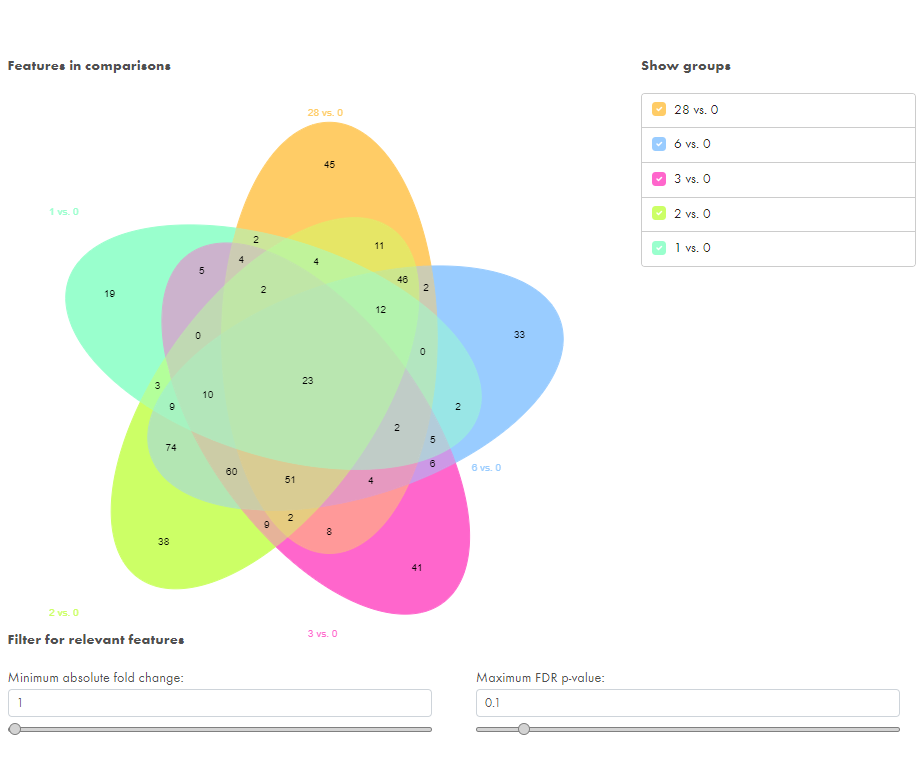 Features in comparisons
Show groups
28 vs. 0
28 vs. 0
6 vs. 0
3 vs. 0
2 vs. 0
1 vs. 0
45
1 vs. 0
2
11
4
4
5
46
2
2
19
12
0
33
0
23
3
10
9
2
2
5
74
6
6 vs. 0
60
51
4
2
9
8
38
41
2 vs. 0
3 vs. 0
Filter for relevant features
Minimum absolute fold change:
Maximum FDR p-value:
1
0.1